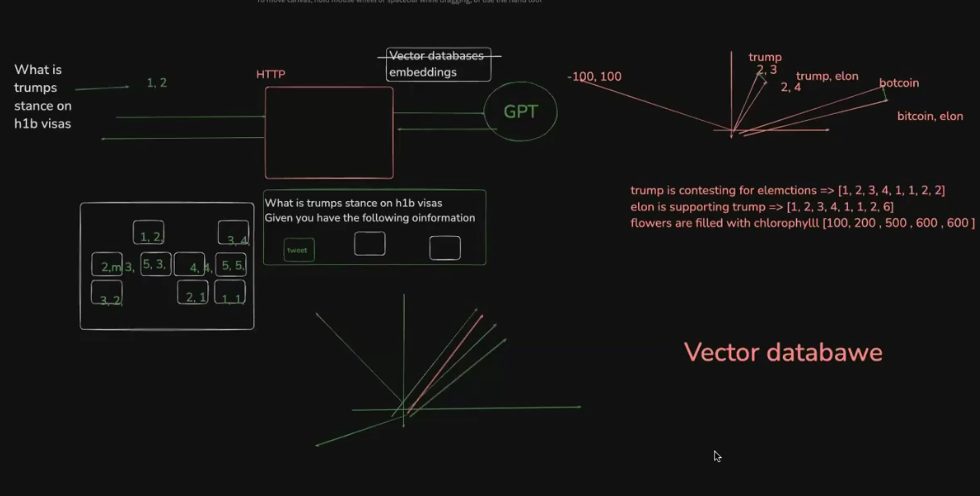 To move canvas, hold mouse wheel or spacebar while dragging, or use the hand tool
What is
trumps
stance on
h1b visas
1, 2
HTTP
Vector databases
embeddings
GPT
-100, 100
trump
2, 3
trump, elon
2, 4
botcoin
bitcoin, elon
trump is contesting for elemctions => [1, 2, 3, 4, 1, 1, 2, 2]
elon is supporting trump => [1, 2, 3, 4, 1, 1, 2, 6]
flowers are filled with chlorophylll [100, 200 , 500 , 600 , 600 ]
What is trumps stance on h1b visas
Given you have the following oinformation
tweet
1, 2,
3, 4,
2,m 3,
5, 3,
4, 4,
5, 5,
3, 2,
2, 1
1, 1,
Vector databawe